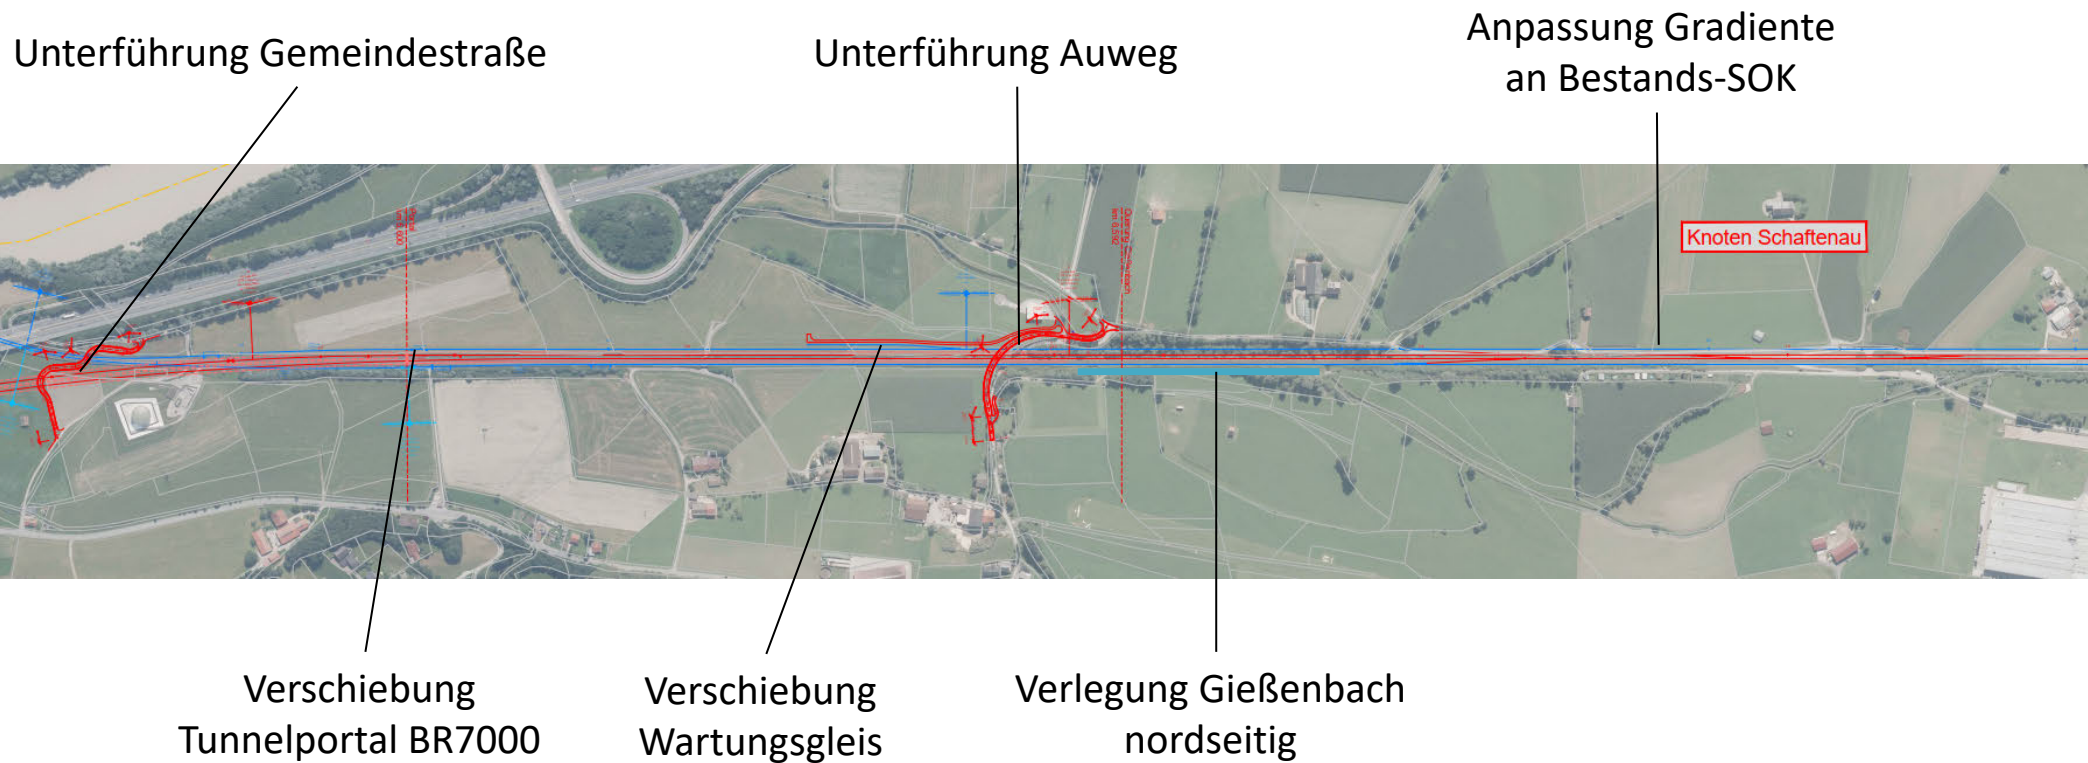 Unterführung Gemeindestraße
Unterführung Auweg
Anpassung Gradiente
an Bestands-SOK
Knoten Schaftenau
Verschiebung
Tunnelportal BR7000
Verschiebung
Wartungsgleis
Verlegung Gießenbach
nordseitig